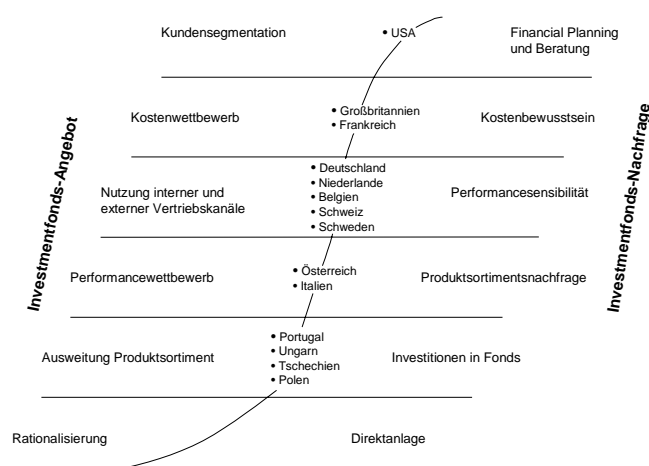 Kundensegmentation
• USA
Financial Planning
und Beratung
Kostenwettbewerb
• Großbritannien
• Frankreich
Kostenbewusstsein
Investmentfonds-Angebot
Investmentfonds-Nachfrage
Nutzung interner und
externer Vertriebskanäle
• Deutschland
• Niederlande
• Belgien
• Schweiz
• Schweden
Performancesensibilität
Performancewettbewerb
• Österreich
• Italien
Produktsortimentsnachfrage
Ausweitung Produktsortiment
• Portugal
• Ungarn
• Tschechien
• Polen
Investitionen in Fonds
Rationalisierung
Direktanlage